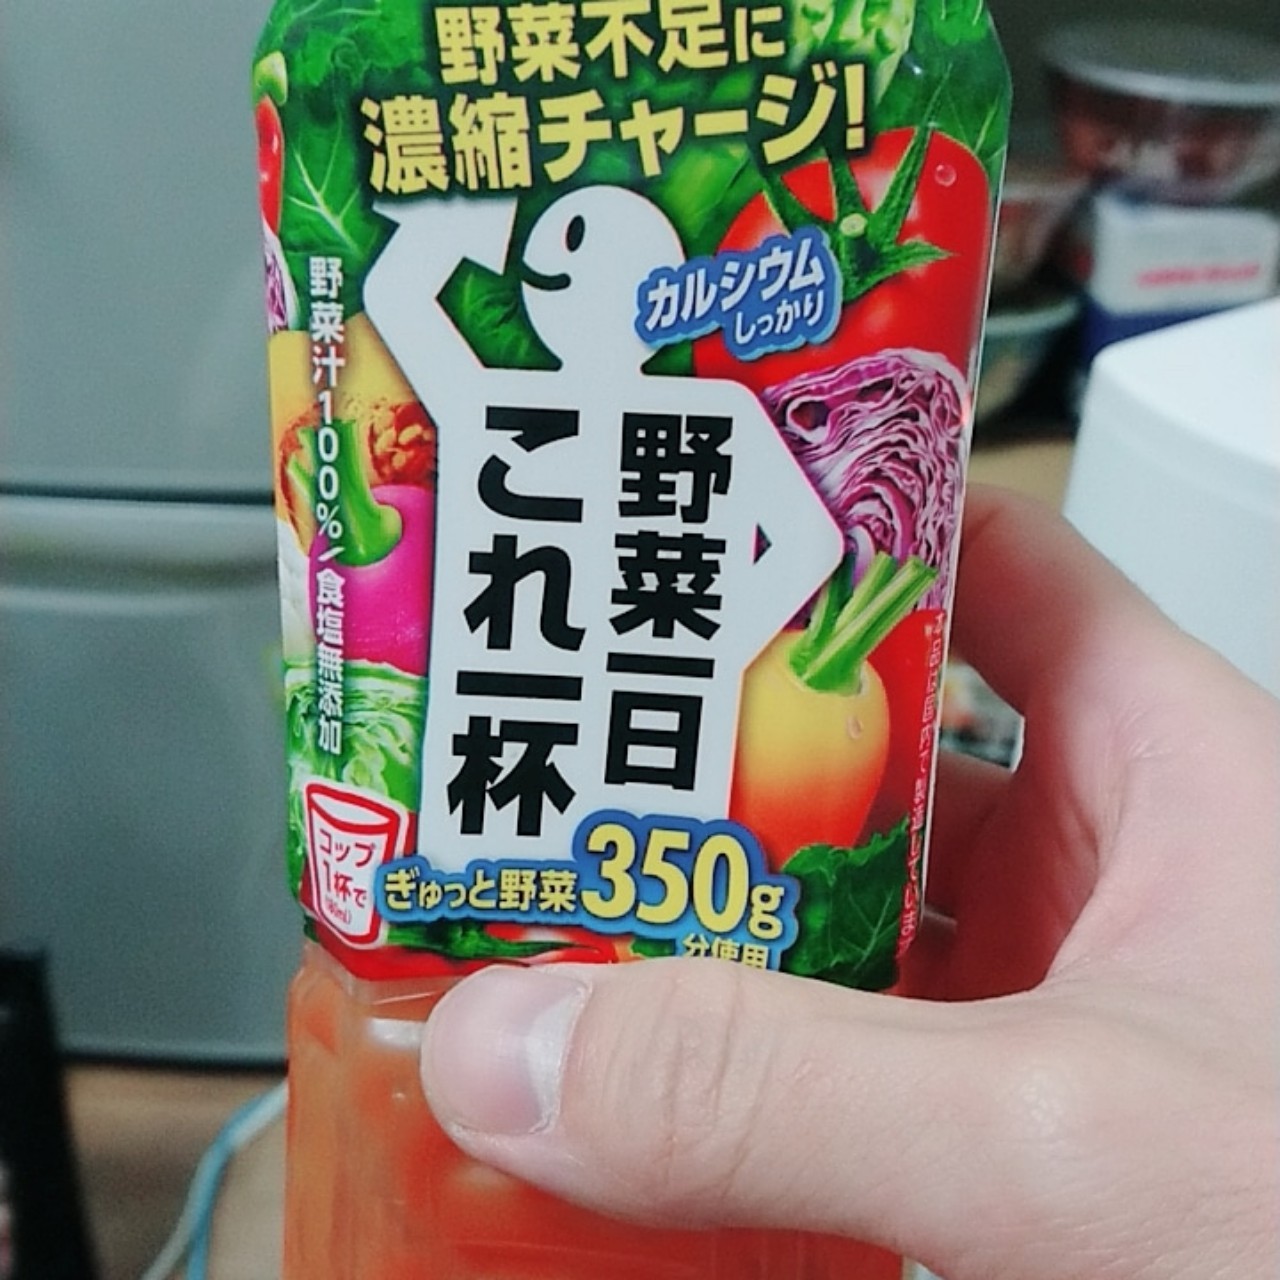 野菜不足に
濃縮チャージ!
カルシウム
しっかり
野菜一日
これ一杯
野菜汁100%/食塩無添加
コップ
1杯で
ぎゅっと野菜350g
分使用